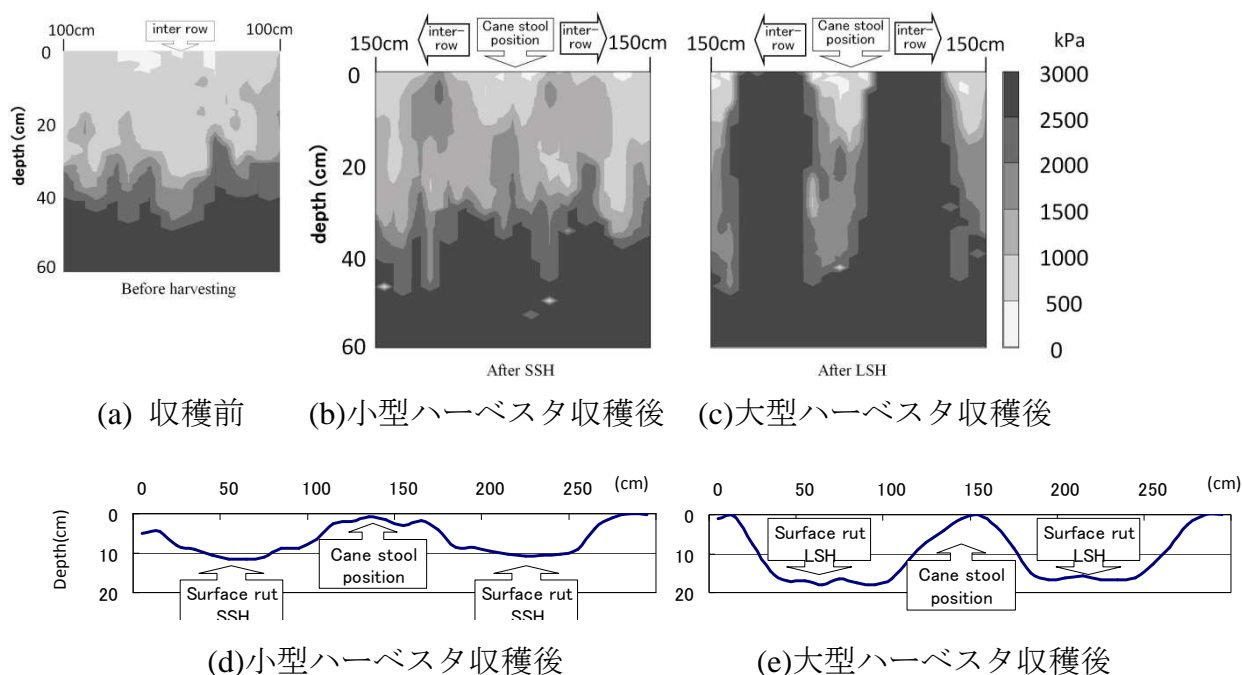 100cm
inter row
100cm
0
20
40
60
depth (cm)
Before harvesting
150cm
inter-
row
Cane stool
position
inter-
row
150cm
0
20
40
60
depth (cm)
After SSH
150cm
inter-
row
Cane stool
position
inter-
row
150cm
After LSH
kPa
3000
2500
2000
1500
1000
500
0
(a) 収穫前
(b)小型ハーベスタ収穫後
(c)大型ハーベスタ収穫後
0 50 100 150 200 250 (cm)
Depth(cm)
0
10
20
Cane stool
position
Surface rut
SSH
Surface rut
SSH
0 50 100 150 200 250 (cm)
0
10
20
Surface rut
LSH
Cane stool
position
Surface rut
LSH
(d)小型ハーベスタ収穫後
(e)大型ハーベスタ収穫後